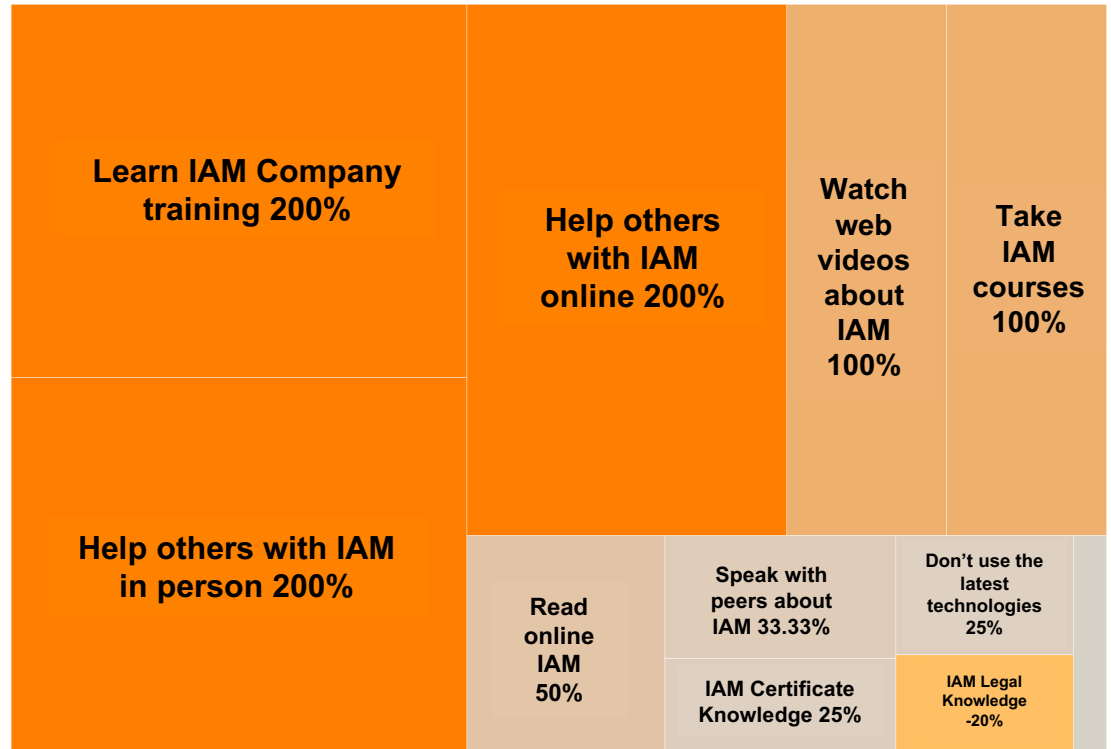 Learn IAM Company
training 200%
Help others with IAM
in person 200%
Help others
with IAM
online 200%
Watch
web
videos
about
IAM
100%
Take
IAM
courses
100%
Read
online
IAM
50%
Speak with
peers about
IAM 33.33%
IAM Certificate
Knowledge 25%
Don’t use the
latest
technologies
25%
IAM Legal
Knowledge
-20%